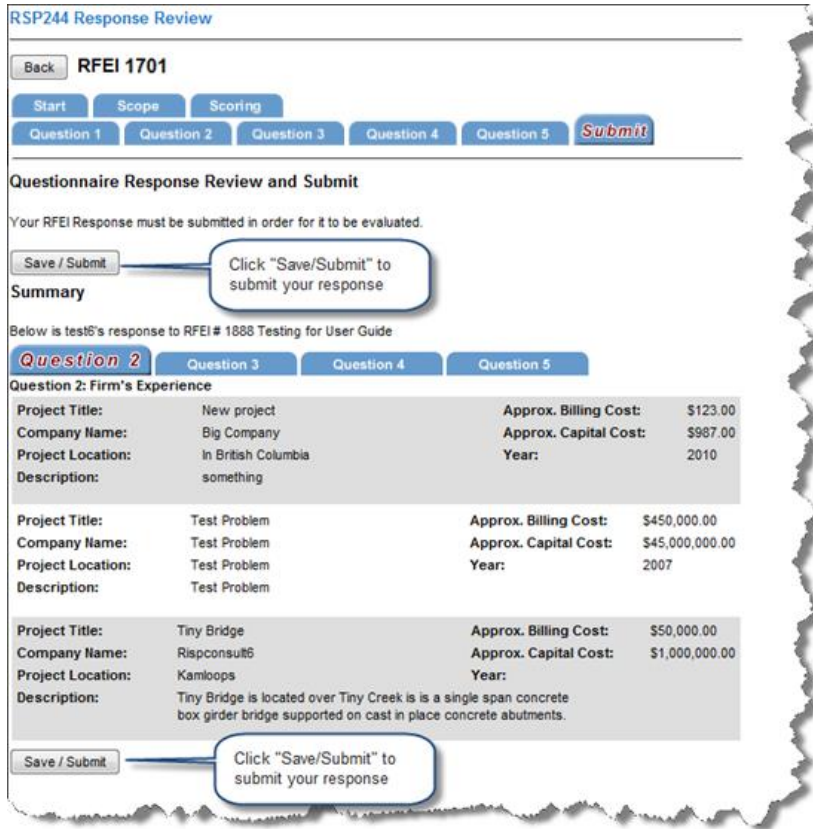 RSP244 Response Review
Back RFEI 1701
Start Scope Scoring
Question 1 Question 2 Question 3 Question 4 Question 5 Submit
Questionnaire Response Review and Submit
Your RFEI Response must be submitted in order for it to be evaluated.
Save / Submit
Click "Save/Submit" to
submit your response
Summary
Below is test6's response to RFEI # 1888 Testing for User Guide
Question 2 Question 3 Question 4 Question 5
Question 2: Firm's Experience
Project Title: New project Approx. Billing Cost: $123.00
Company Name: Big Company Approx. Capital Cost: $987.00
Project Location: In British Columbia Year: 2010
Description: something
Project Title: Test Problem Approx. Billing Cost: $450,000.00
Company Name: Test Problem Approx. Capital Cost: $45,000,000.00
Project Location: Test Problem Year: 2007
Description: Test Problem
Project Title: Tiny Bridge Approx. Billing Cost: $50,000.00
Company Name: Rispconsult6 Approx. Capital Cost: $1,000,000.00
Project Location: Kamloops Year:
Description: Tiny Bridge is located over Tiny Creek is is a single span concrete
box girder bridge supported on cast in place concrete abutments.
Save / Submit
Click "Save/Submit" to
submit your response